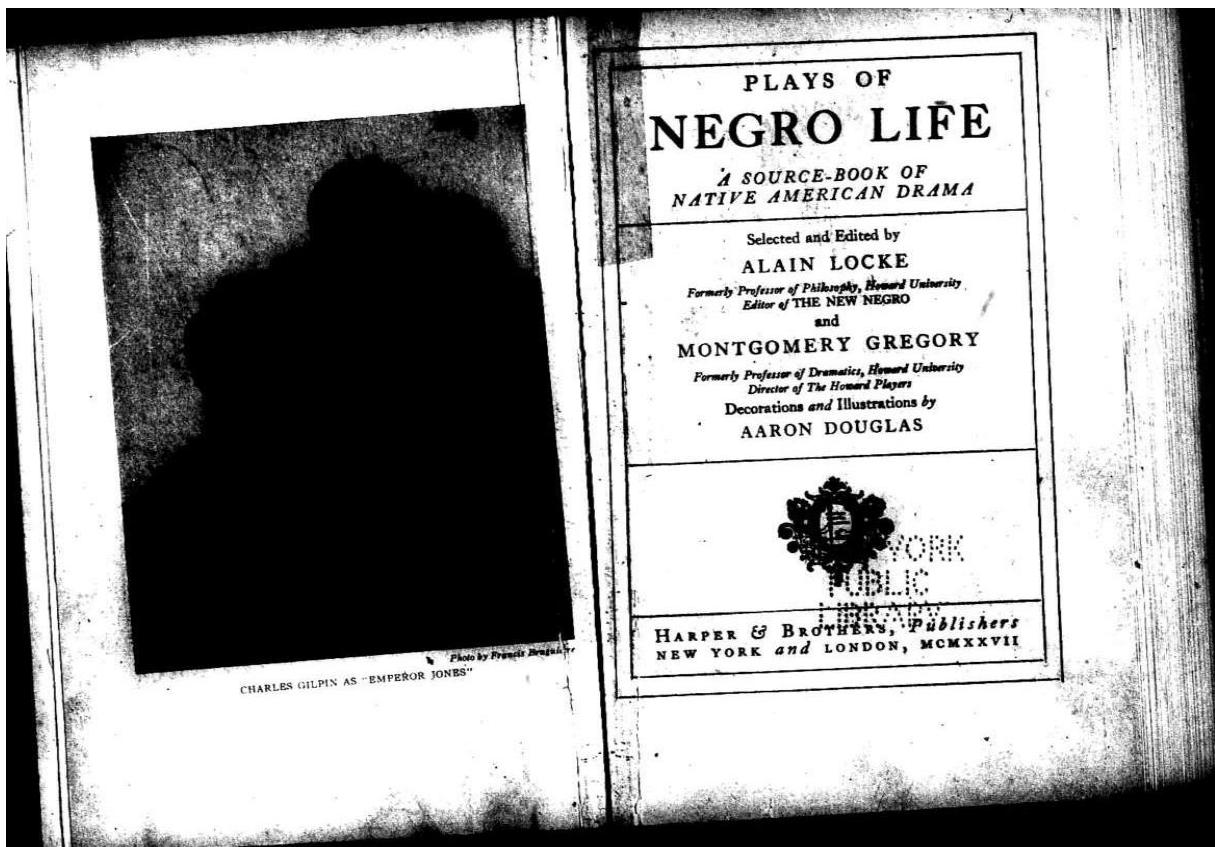 Photo by Francis
CHARLES GILPIN AS "EMPEROR JONES"
PLAYS OF
NEGRO LIFE
A SOURCE-BOOK OF
NATIVE AMERICAN DRAMA
Selected and Edited by
ALAIN LOCKE
Formerly Professor of Philosophy, Howard University
Editor of THE NEW NEGRO
and
MONTGOMERY GREGORY
Formerly Professor of Dramatics, Howard University
Director of The Howard Players
Decorations and Illustrations by
AARON DOUGLAS
YORK
PUBLIC
LIBRARY
HARPER & BROTHERS, Publishers
NEW YORK and LONDON, MCMXXVII